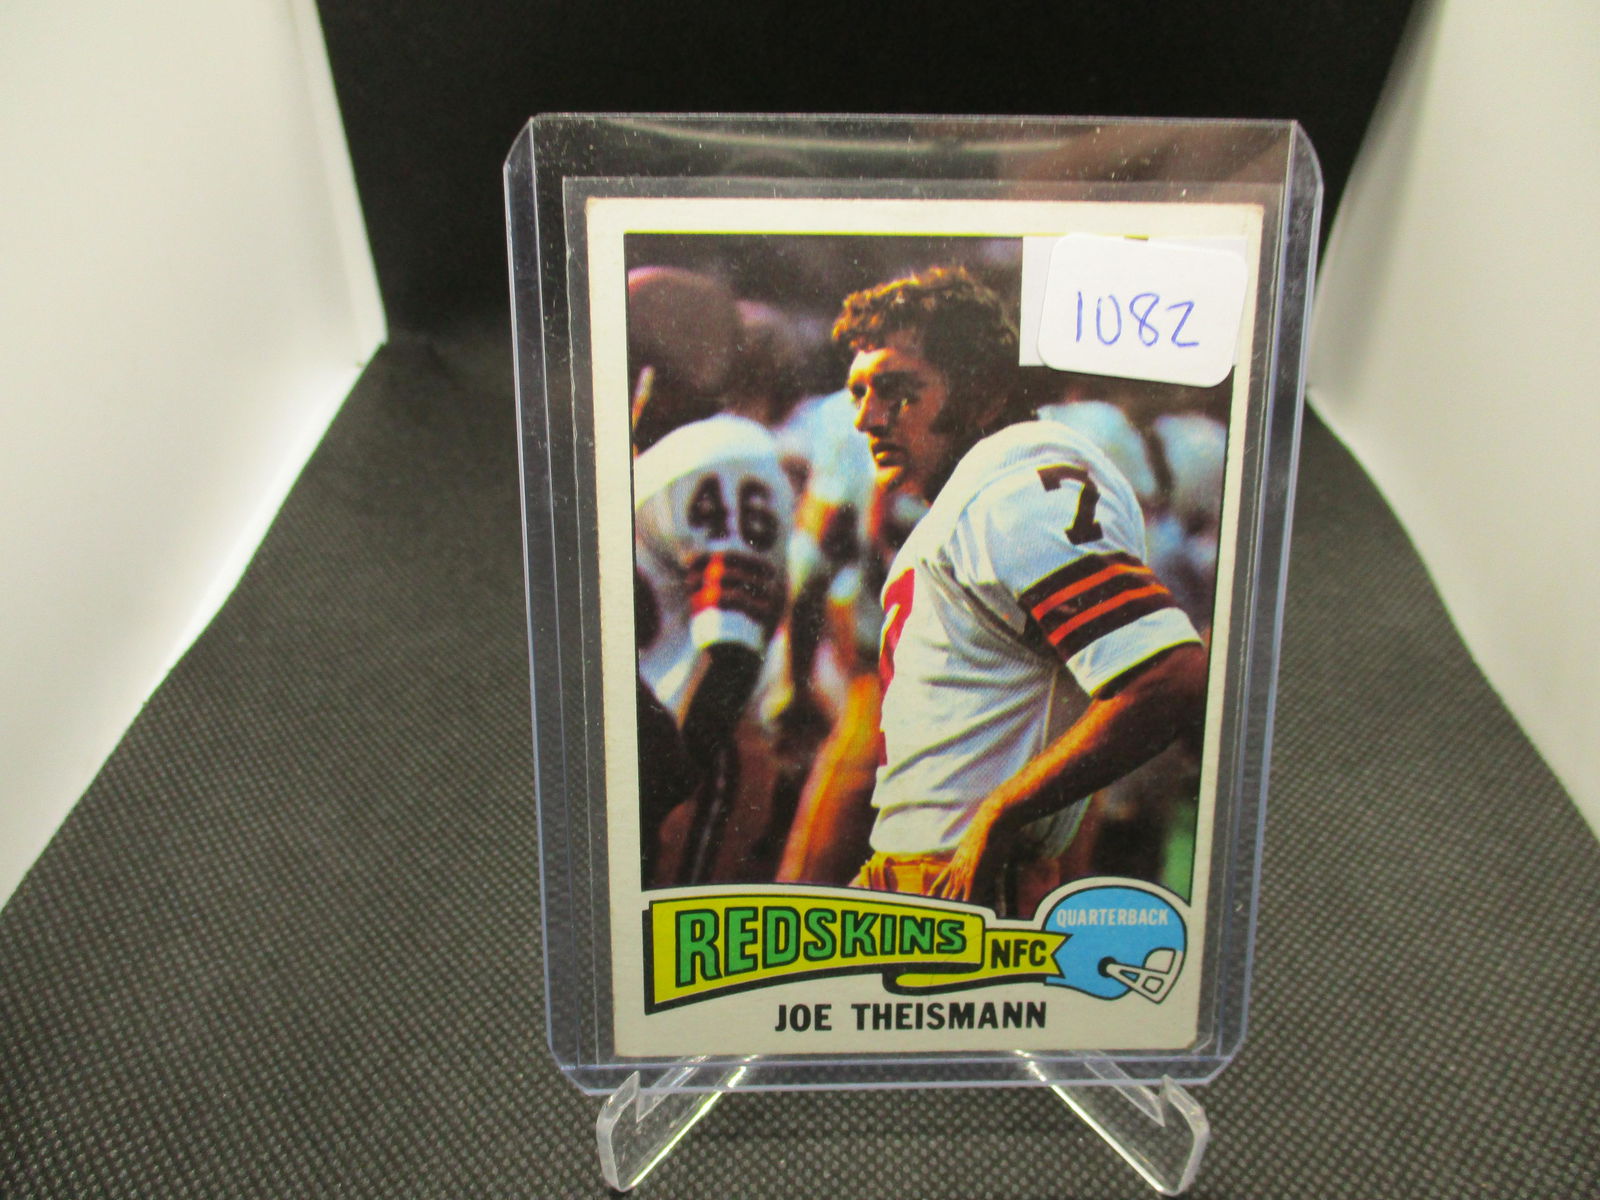 1082
46
7
REDSKINS NFC
QUARTERBACK
JOE THEISMANN